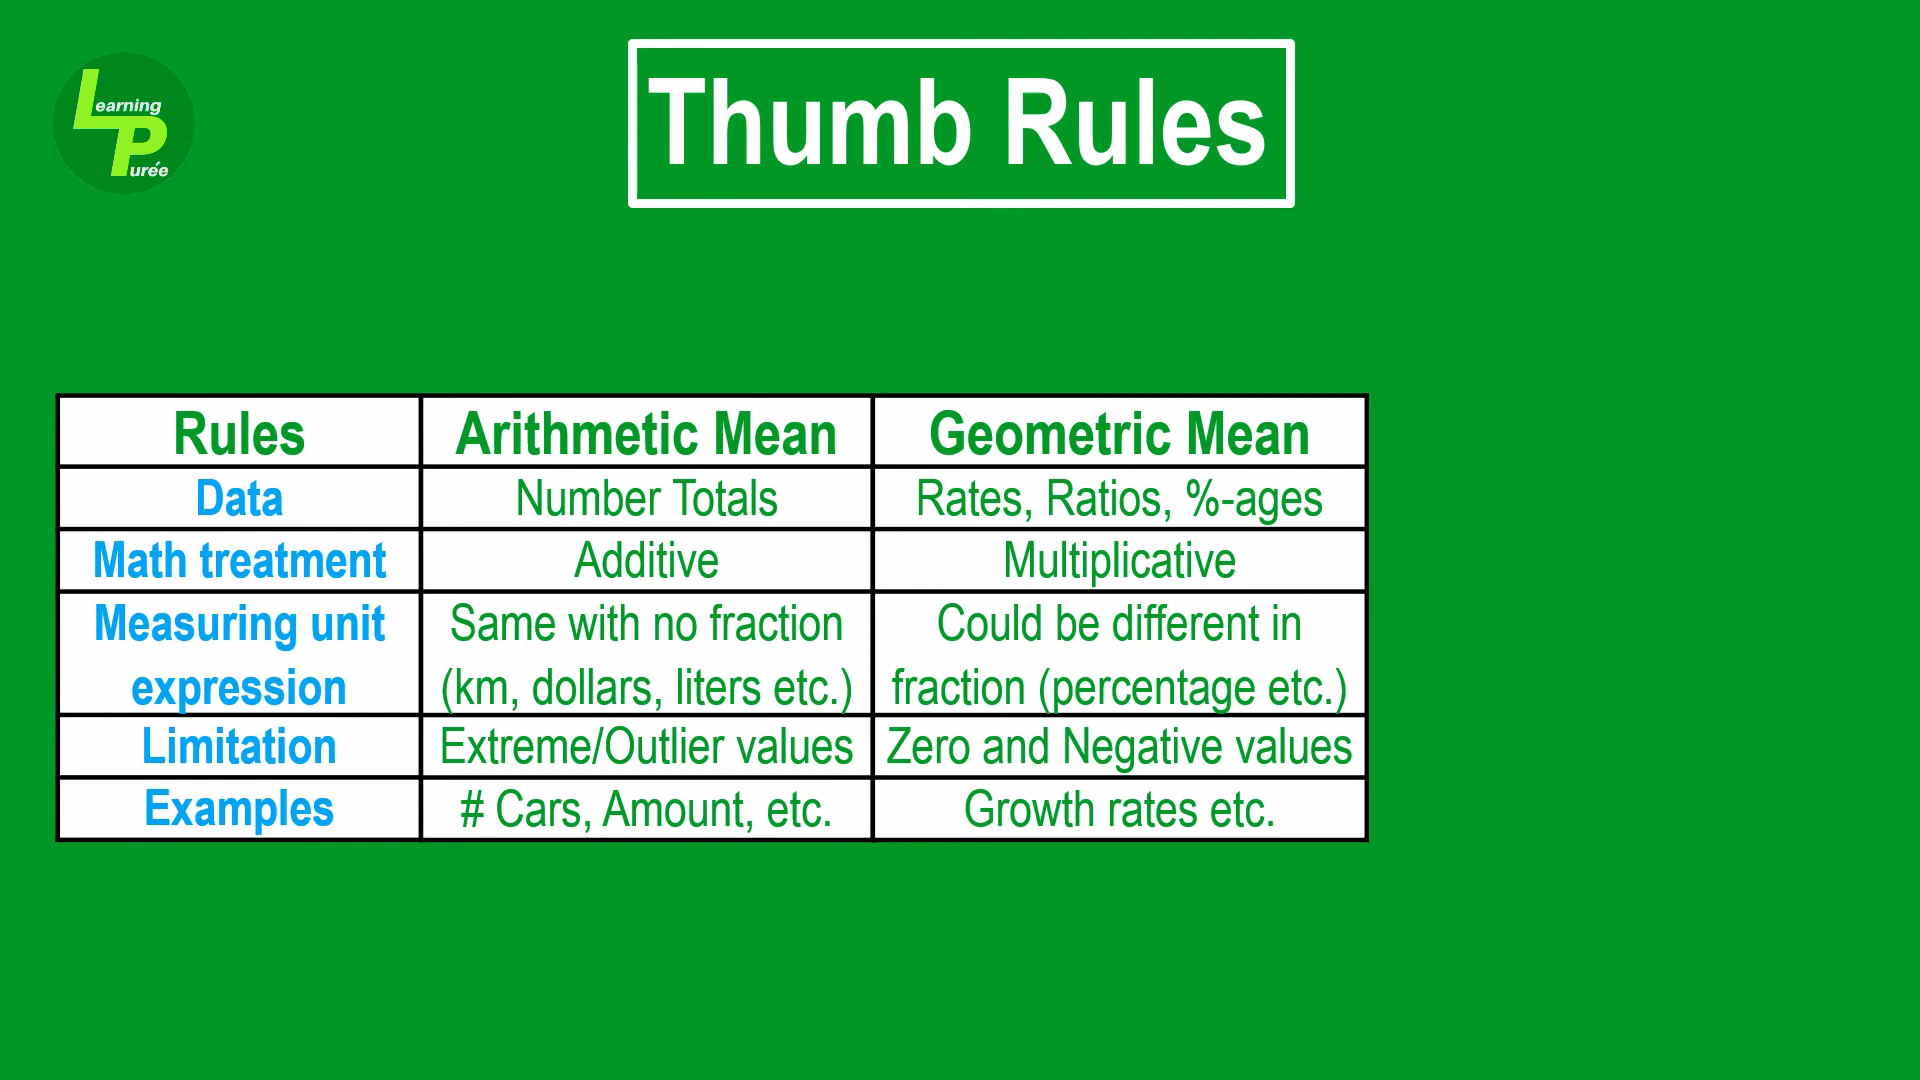 Learning
Purée
Thumb Rules
Rules Arithmetic Mean Geometric Mean
Data Number Totals Rates, Ratios, %-ages
Math treatment Additive Multiplicative
Measuring unit Same with no fraction Could be different in
expression (km, dollars, liters etc.) fraction (percentage etc.)
Limitation Extreme/Outlier values Zero and Negative values
Examples # Cars, Amount, etc. Growth rates etc.